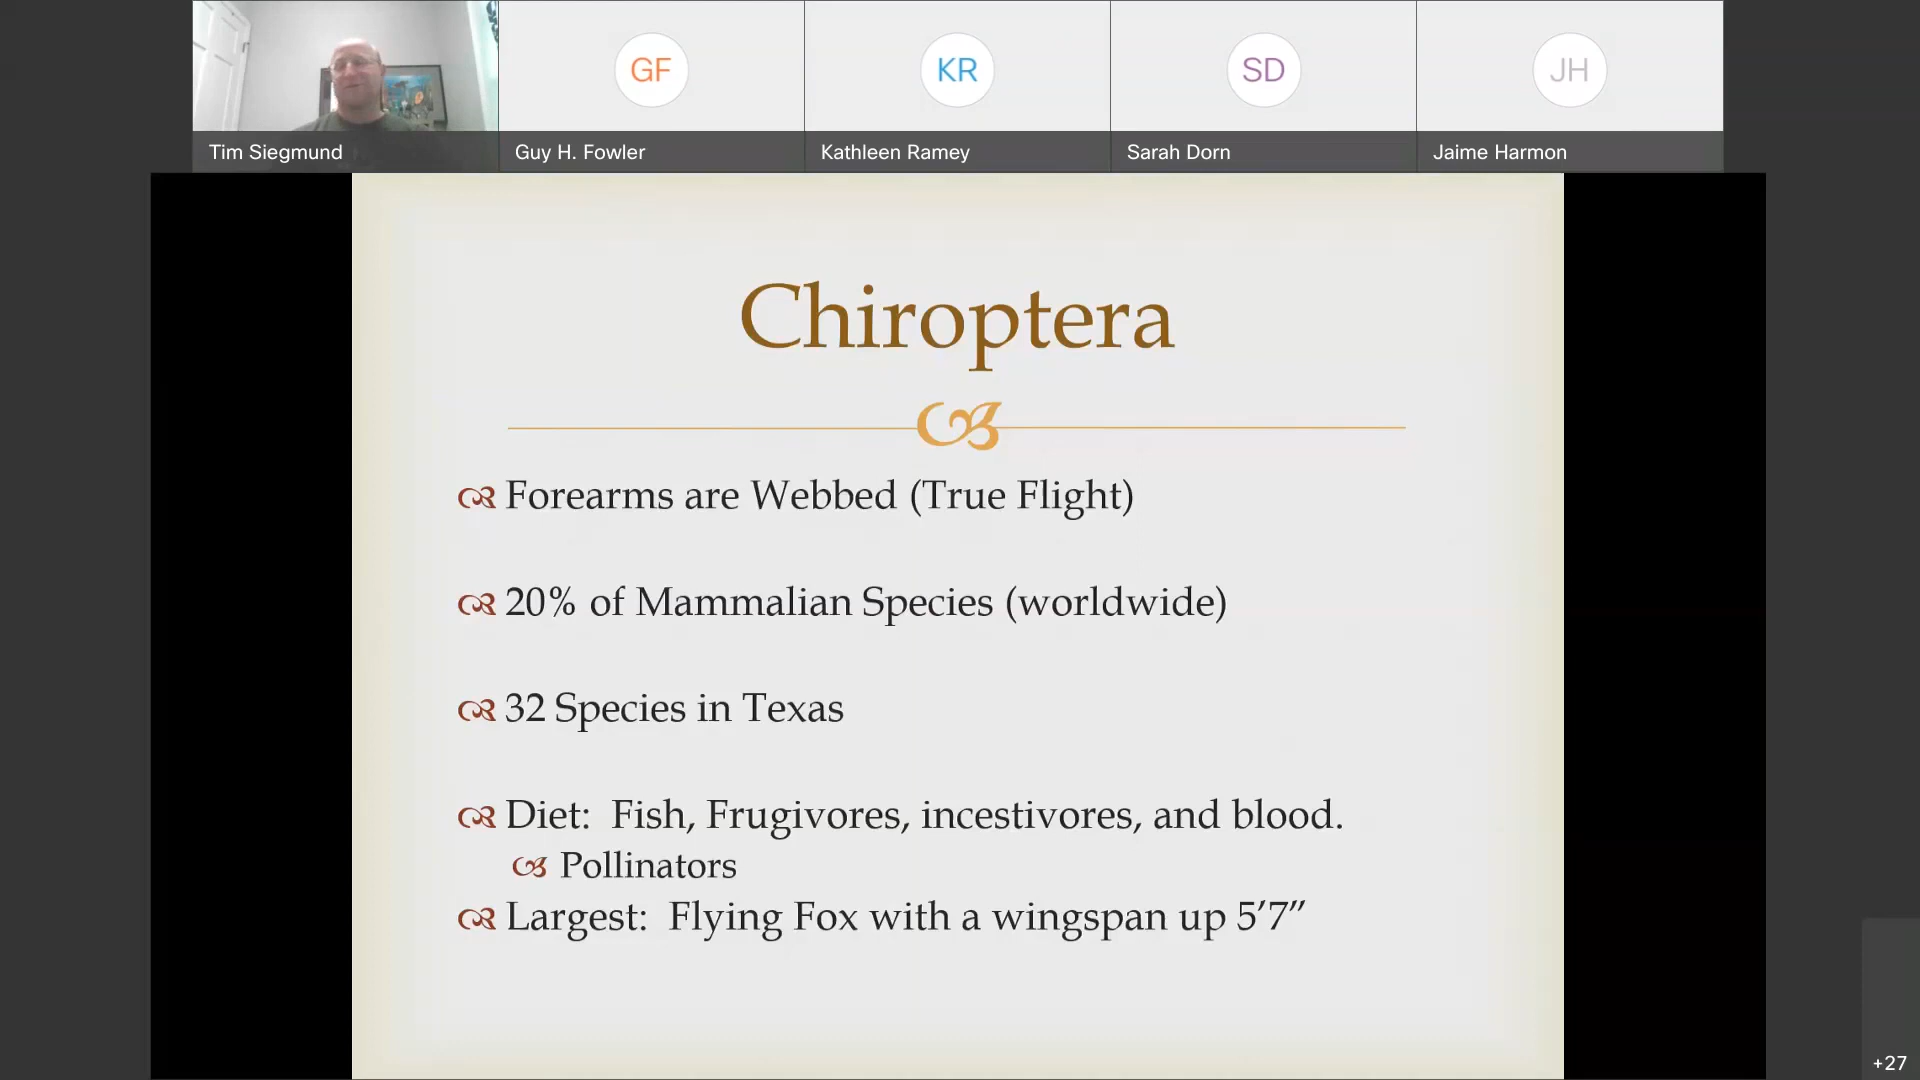 GF
KR
SD
JH
Tim Siegmund
Guy H. Fowler
Kathleen Ramey
Sarah Dorn
Jaime Harmon
Chiroptera
Forearms are Webbed (True Flight)
20% of Mammalian Species (worldwide)
32 Species in Texas
Diet:  Fish, Frugivores, incestivores, and blood.
Pollinators
Largest:  Flying Fox with a wingspan up 5’7”
+27